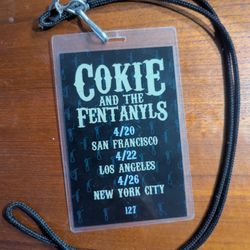 COKIE
AND THE
FENTANYLS
4/20
SAN FRANCISCO
4/22
LOS ANGELES
4/26
NEW YORK CITY
127